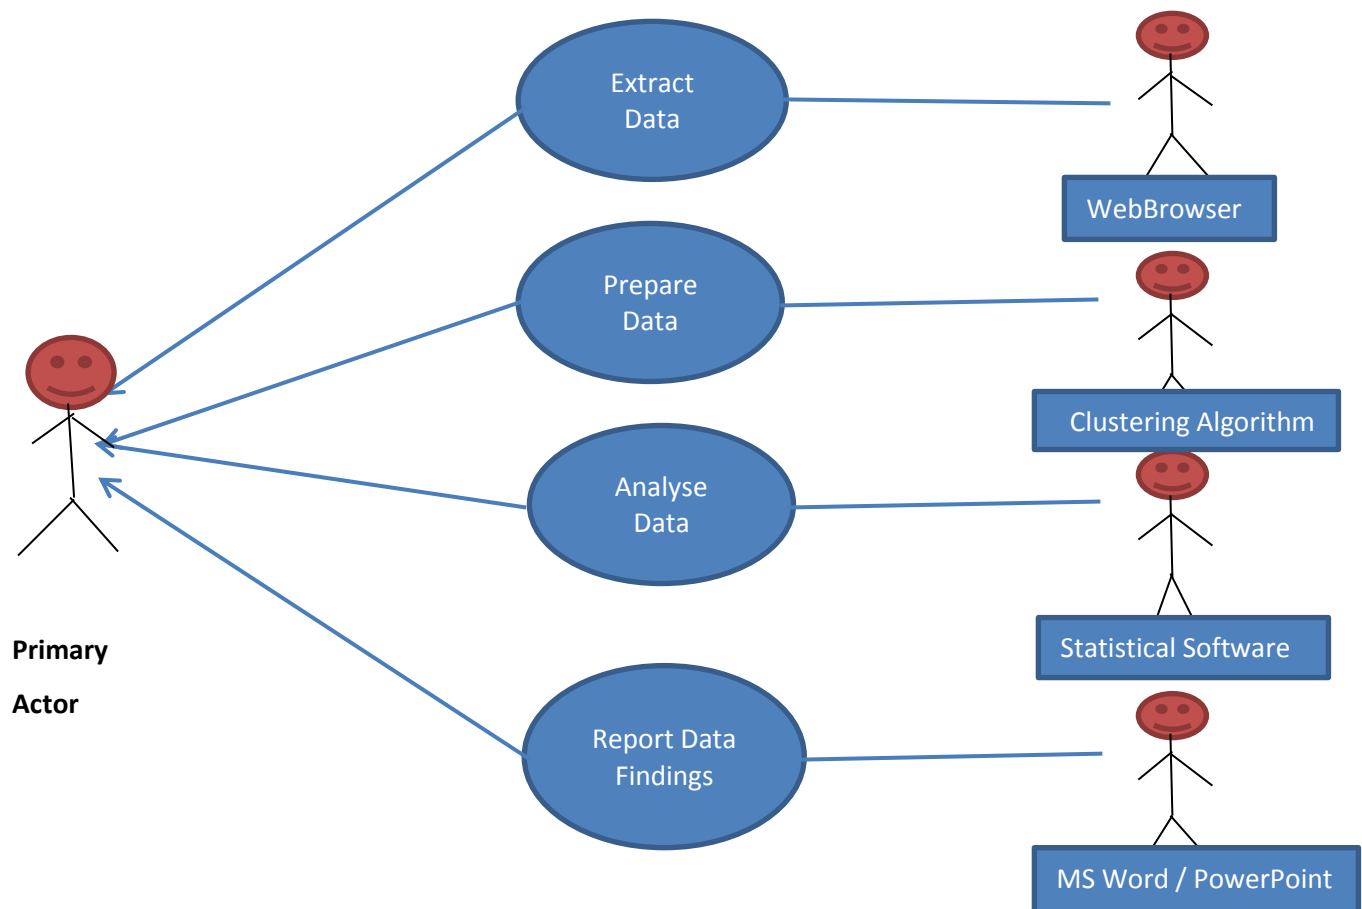 Extract
Data
WebBrowser
Prepare
Data
Clustering Algorithm
Analyse
Data
Statistical Software
Primary
Actor
Report Data
Findings
MS Word / PowerPoint